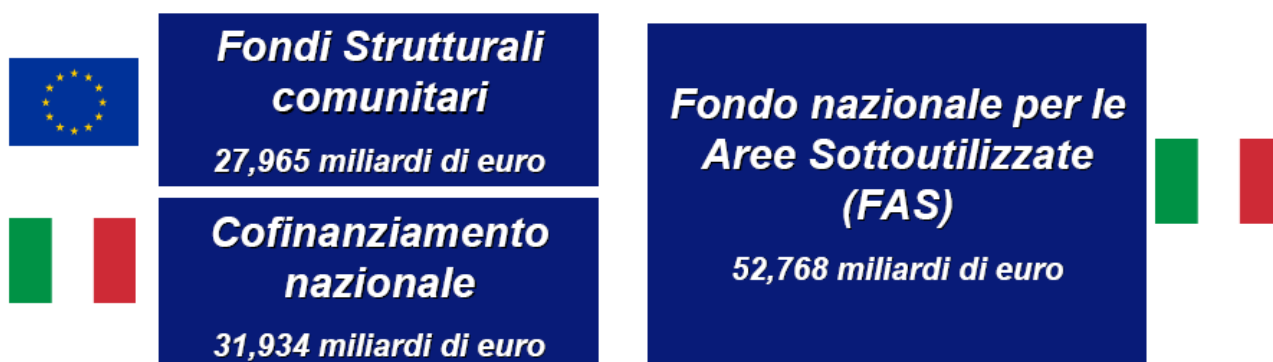 Fondi Strutturali
comunitari
27,965 miliardi di euro
Cofinanziamento
nazionale
31,934 miliardi di euro
Fondo nazionale per le
Aree Sottoutilizzate
(FAS)
52,768 miliardi di euro